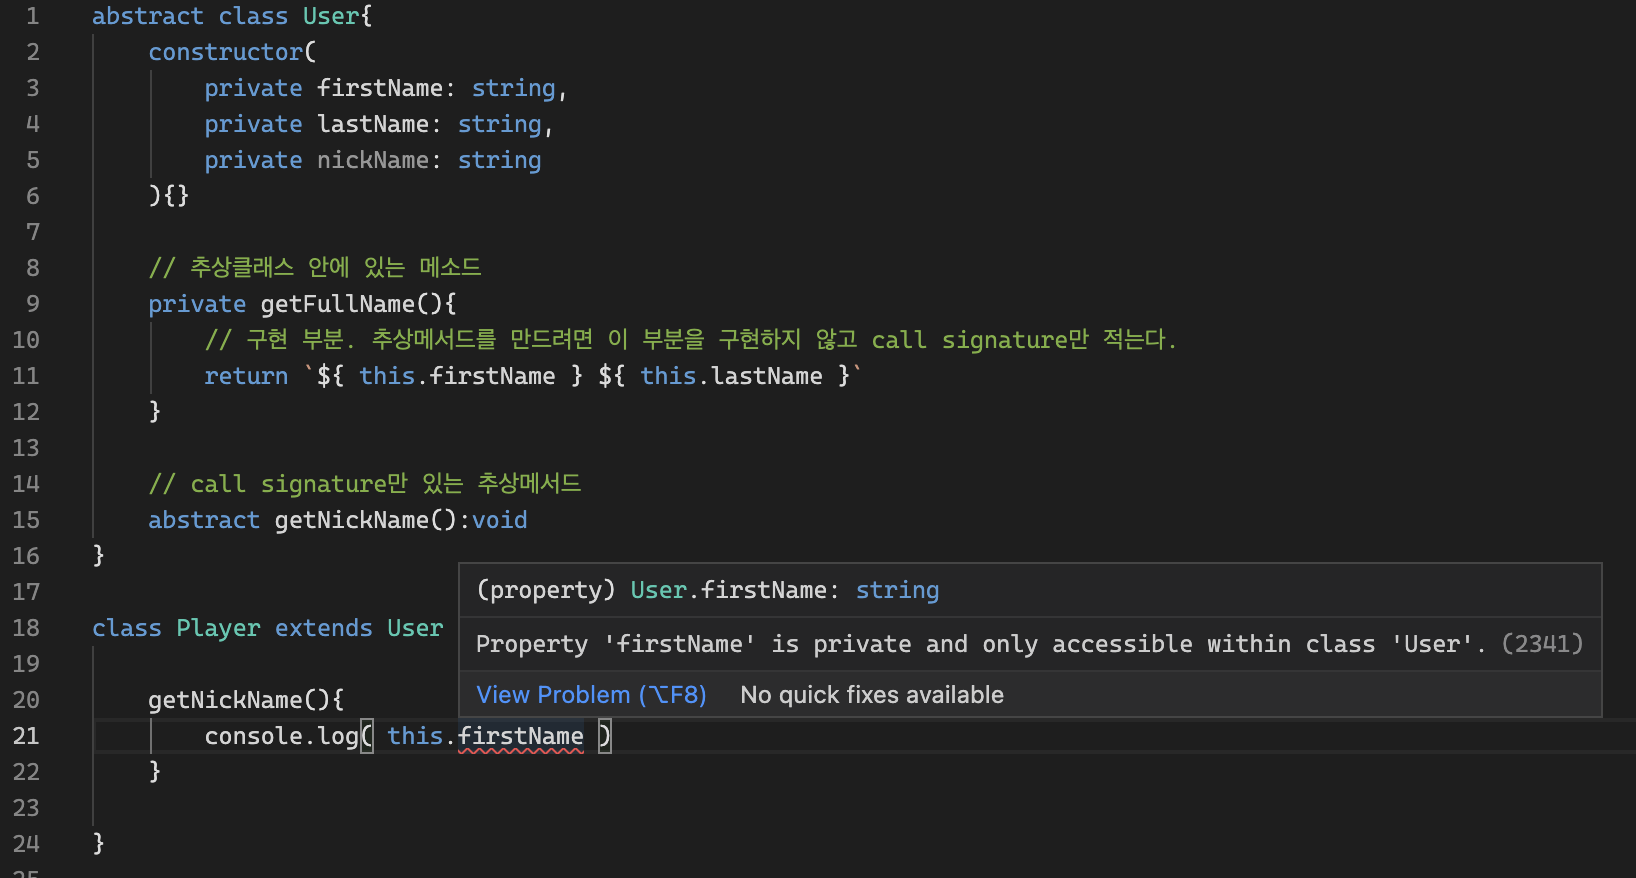 1 abstract class User{
2 constructor(
3 private firstName: string,
4 private lastName: string,
5 private nickName: string
6 ){}
7
8 // 추상클래스 안에 있는 메소드
9 private getFullName(){
10 // 구현 부분. 추상메서드를 만드려면 이 부분을 구현하지 않고 call signature만 적는다.
11 return `${ this.firstName } ${ this.lastName }`
12 }
13
14 // call signature만 있는 추상메서드
15 abstract getNickName():void
16 }
17
(property) User.firstName: string
18 class Player extends User
Property 'firstName' is private and only accessible within class 'User'. (2341)
19
20 getNickName(){
View Problem (⌥F8) No quick fixes available
21 console.log( this.firstName )
22 }
23
24 }
25